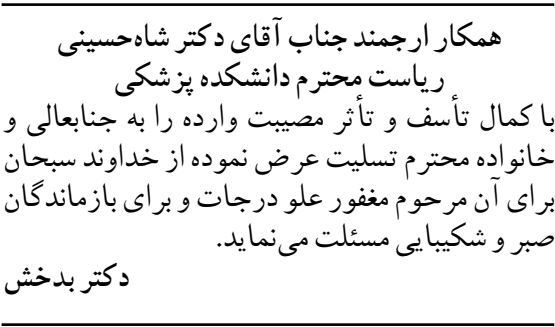 همکار ارجمند جناب آقای دکتر شاه‌حسینی
ریاست محترم دانشکده پزشکی
با کمال تأسف و تأثر مصیبت وارده را به جنابعالی و
خانواده محترم تسلیت عرض نموده از خداوند سبحان
برای آن مرحوم مغفور علو درجات و برای بازماندگان
صبر و شکیبایی مسئلت می‌نماید.
دکتر بدخش